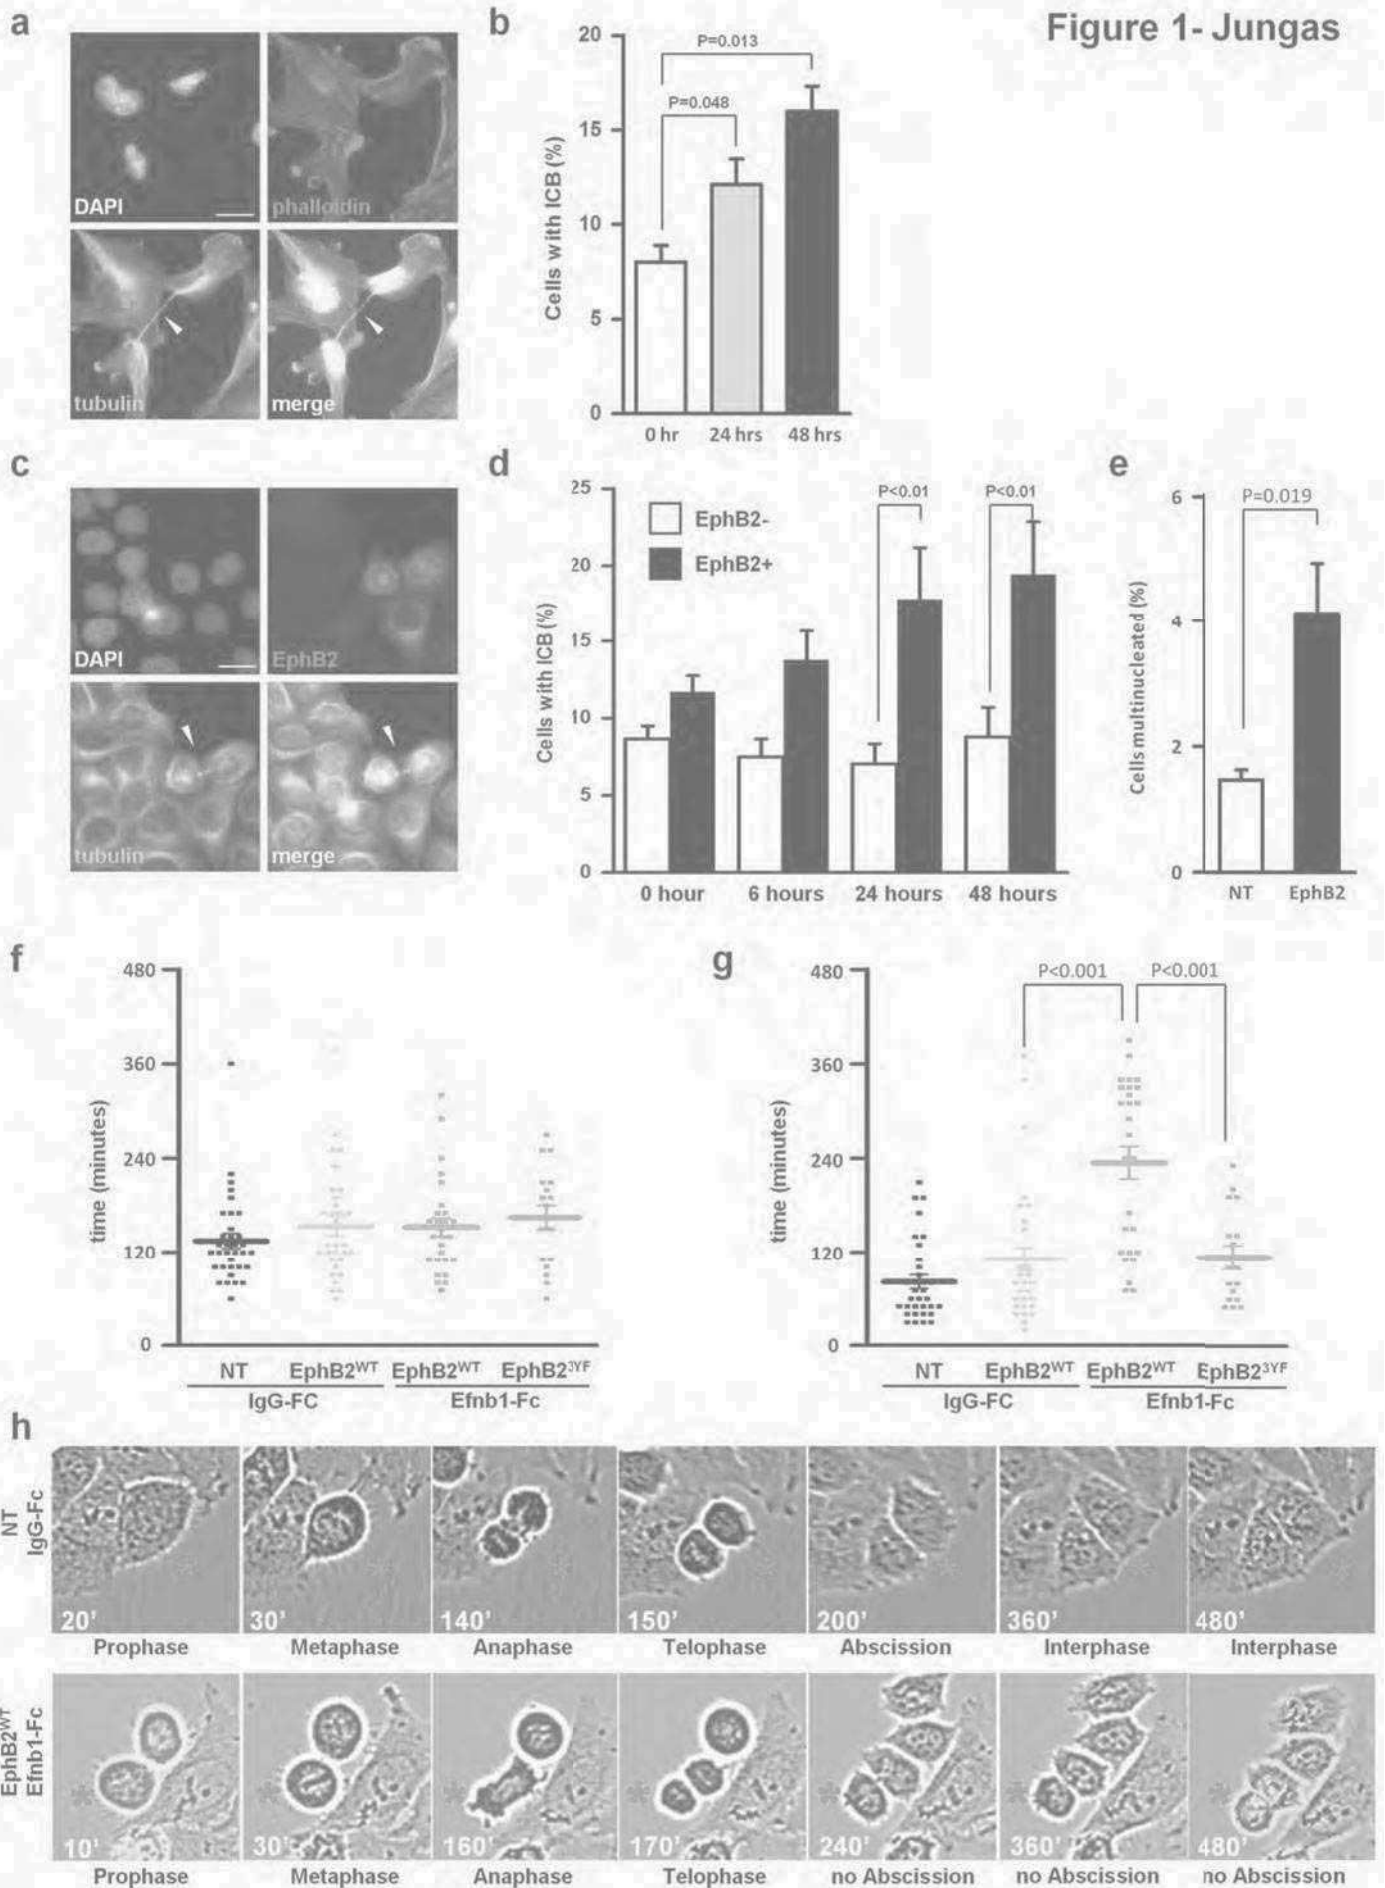 Figure 1- Jungas
a
DAPI
phalloidin
tubulin
merge
b
Cells with ICB (%)
20
15
10
5
0
P=0.013
P=0.048
0 hr 24 hrs 48 hrs
c
DAPI
EphB2
tubulin
merge
d
Cells with ICB (%)
25
20
15
10
5
0
EphB2-
EphB2+
P<0.01 P<0.01
0 hour 6 hours 24 hours 48 hours
e
Cells multinucleated (%)
6
4
2
0
P=0.019
NT EphB2
f
time (minutes)
480
360
240
120
0
NT EphB2WT EphB2WT EphB23YF
IgG-FC Efnb1-Fc
g
time (minutes)
480
360
240
120
0
P<0.001 P<0.001
NT EphB2WT EphB2WT EphB23YF
IgG-FC Efnb1-Fc
h
NT
IgG-Fc
20’ 30’ 140’ 150’ 200’ 360’ 480’
Prophase Metaphase Anaphase Telophase Abscission Interphase Interphase
EphB2WT
Efnb1-Fc
10’ 30’ 160’ 170’ 240’ 360’ 480’
Prophase Metaphase Anaphase Telophase no Abscission no Abscission no Abscission